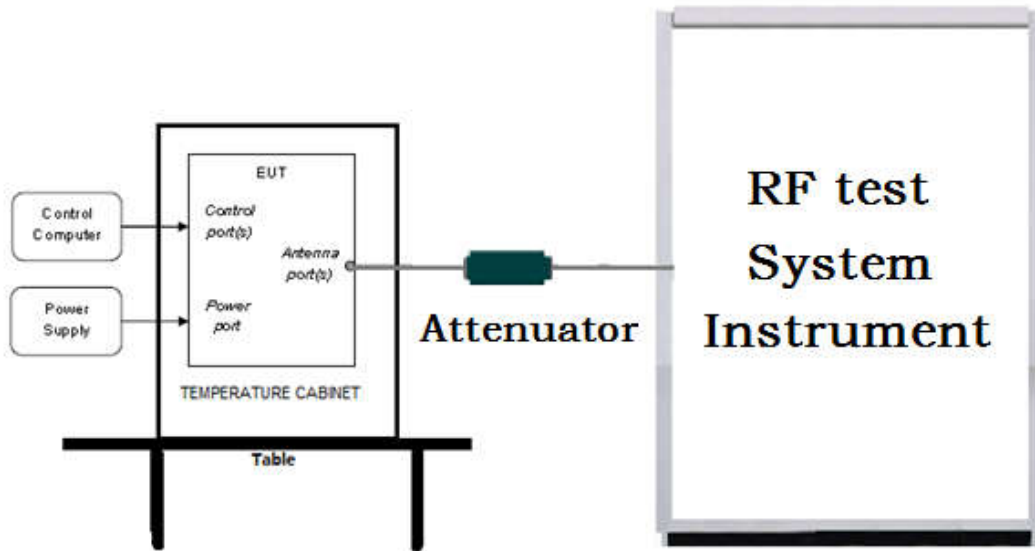 EUT
Control
Computer
Control
port(s)
Antenna
port(s)
Power
Supply
Power
port
TEMPERATURE CABINET
Table
Attenuator
RF test
System
Instrument